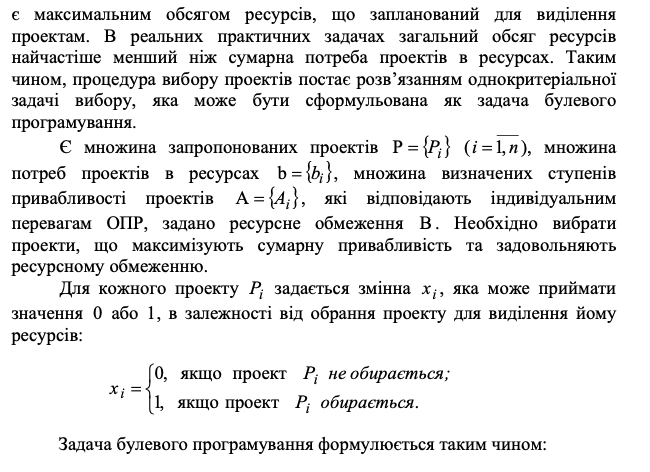 є максимальним обсягом ресурсів, що запланований для виділення
проектам. В реальних практичних задачах загальний обсяг ресурсів
найчастіше менший ніж сумарна потреба проектів в ресурсах. Таким
чином, процедура вибору проектів постає розв’язанням однокритеріальної
задачі вибору, яка може бути сформульована як задача булевого
програмування.
Є множина запропонованих проектів P = {P_i} (i = \overline{1, n}), множина
потреб проектів в ресурсах b = {b_i}, множина визначених ступенів
привабливості проектів A = {A_i}, які відповідають індивідуальним
перевагам ОПР, задано ресурсне обмеження B. Необхідно вибрати
проекти, що максимізують сумарну привабливість та задовольняють
ресурсному обмеженню.
Для кожного проекту P_i задається змінна x_i, яка може приймати
значення 0 або 1, в залежності від обрання проекту для виділення йому
ресурсів:
x_i = {0, якщо проект P_i не обирається;
1, якщо проект P_i обирається.
Задача булевого програмування формулюється таким чином: